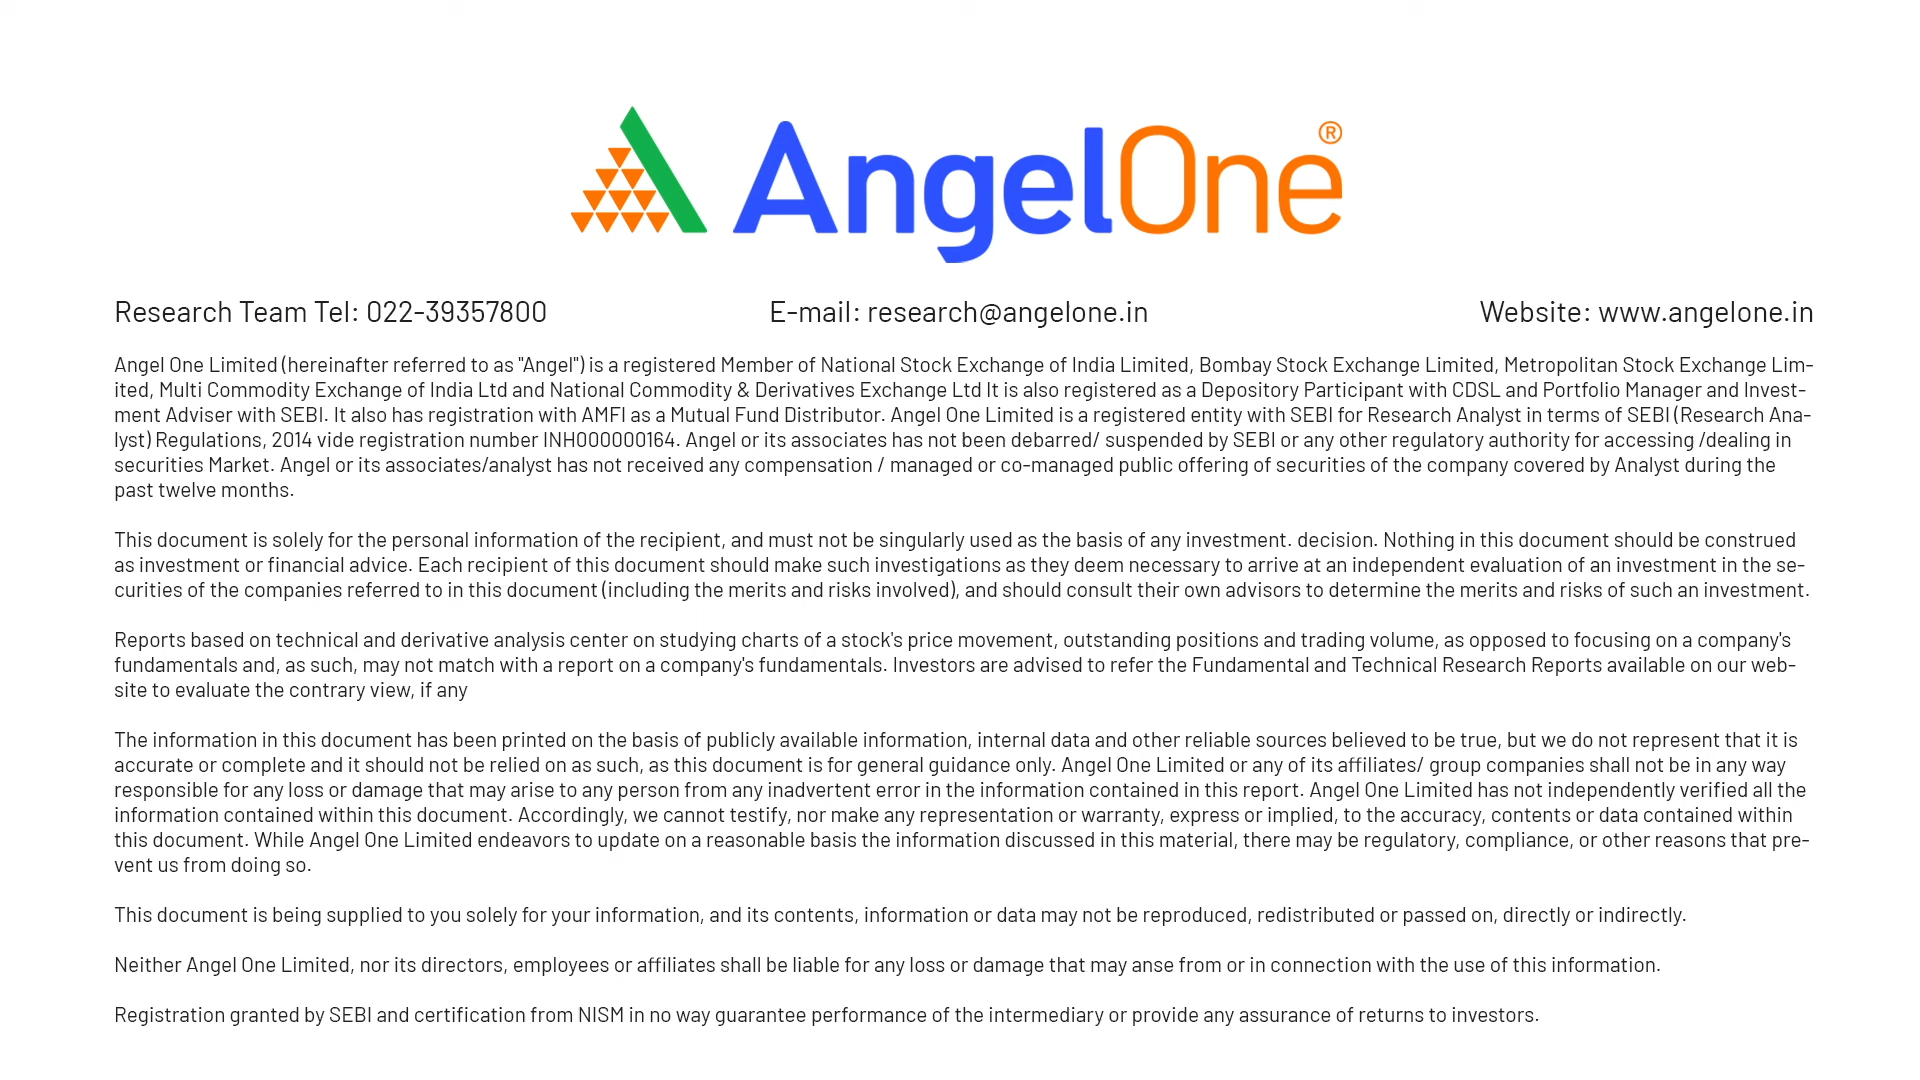 AngelOne®
Research Team Tel: 022-39357800 E-mail: research@angelone.in Website: www.angelone.in
Angel One Limited (hereinafter referred to as "Angel") is a registered Member of National Stock Exchange of India Limited, Bombay Stock Exchange Limited, Metropolitan Stock Exchange Lim-
ited, Multi Commodity Exchange of India Ltd and National Commodity & Derivatives Exchange Ltd It is also registered as a Depository Participant with CDSL and Portfolio Manager and Invest-
ment Adviser with SEBI. It also has registration with AMFI as a Mutual Fund Distributor. Angel One Limited is a registered entity with SEBI for Research Analyst in terms of SEBI (Research Ana-
lyst) Regulations, 2014 vide registration number INH000000164. Angel or its associates has not been debarred/ suspended by SEBI or any other regulatory authority for accessing /dealing in
securities Market. Angel or its associates/analyst has not received any compensation / managed or co-managed public offering of securities of the company covered by Analyst during the
past twelve months.
This document is solely for the personal information of the recipient, and must not be singularly used as the basis of any investment. decision. Nothing in this document should be construed
as investment or financial advice. Each recipient of this document should make such investigations as they deem necessary to arrive at an independent evaluation of an investment in the se-
curities of the companies referred to in this document (including the merits and risks involved), and should consult their own advisors to determine the merits and risks of such an investment.
Reports based on technical and derivative analysis center on studying charts of a stock's price movement, outstanding positions and trading volume, as opposed to focusing on a company's
fundamentals and, as such, may not match with a report on a company's fundamentals. Investors are advised to refer the Fundamental and Technical Research Reports available on our web-
site to evaluate the contrary view, if any
The information in this document has been printed on the basis of publicly available information, internal data and other reliable sources believed to be true, but we do not represent that it is
accurate or complete and it should not be relied on as such, as this document is for general guidance only. Angel One Limited or any of its affiliates/ group companies shall not be in any way
responsible for any loss or damage that may arise to any person from any inadvertent error in the information contained in this report. Angel One Limited has not independently verified all the
information contained within this document. Accordingly, we cannot testify, nor make any representation or warranty, express or implied, to the accuracy, contents or data contained within
this document. While Angel One Limited endeavors to update on a reasonable basis the information discussed in this material, there may be regulatory, compliance, or other reasons that pre-
vent us from doing so.
This document is being supplied to you solely for your information, and its contents, information or data may not be reproduced, redistributed or passed on, directly or indirectly.
Neither Angel One Limited, nor its directors, employees or affiliates shall be liable for any loss or damage that may anse from or in connection with the use of this information.
Registration granted by SEBI and certification from NISM in no way guarantee performance of the intermediary or provide any assurance of returns to investors.